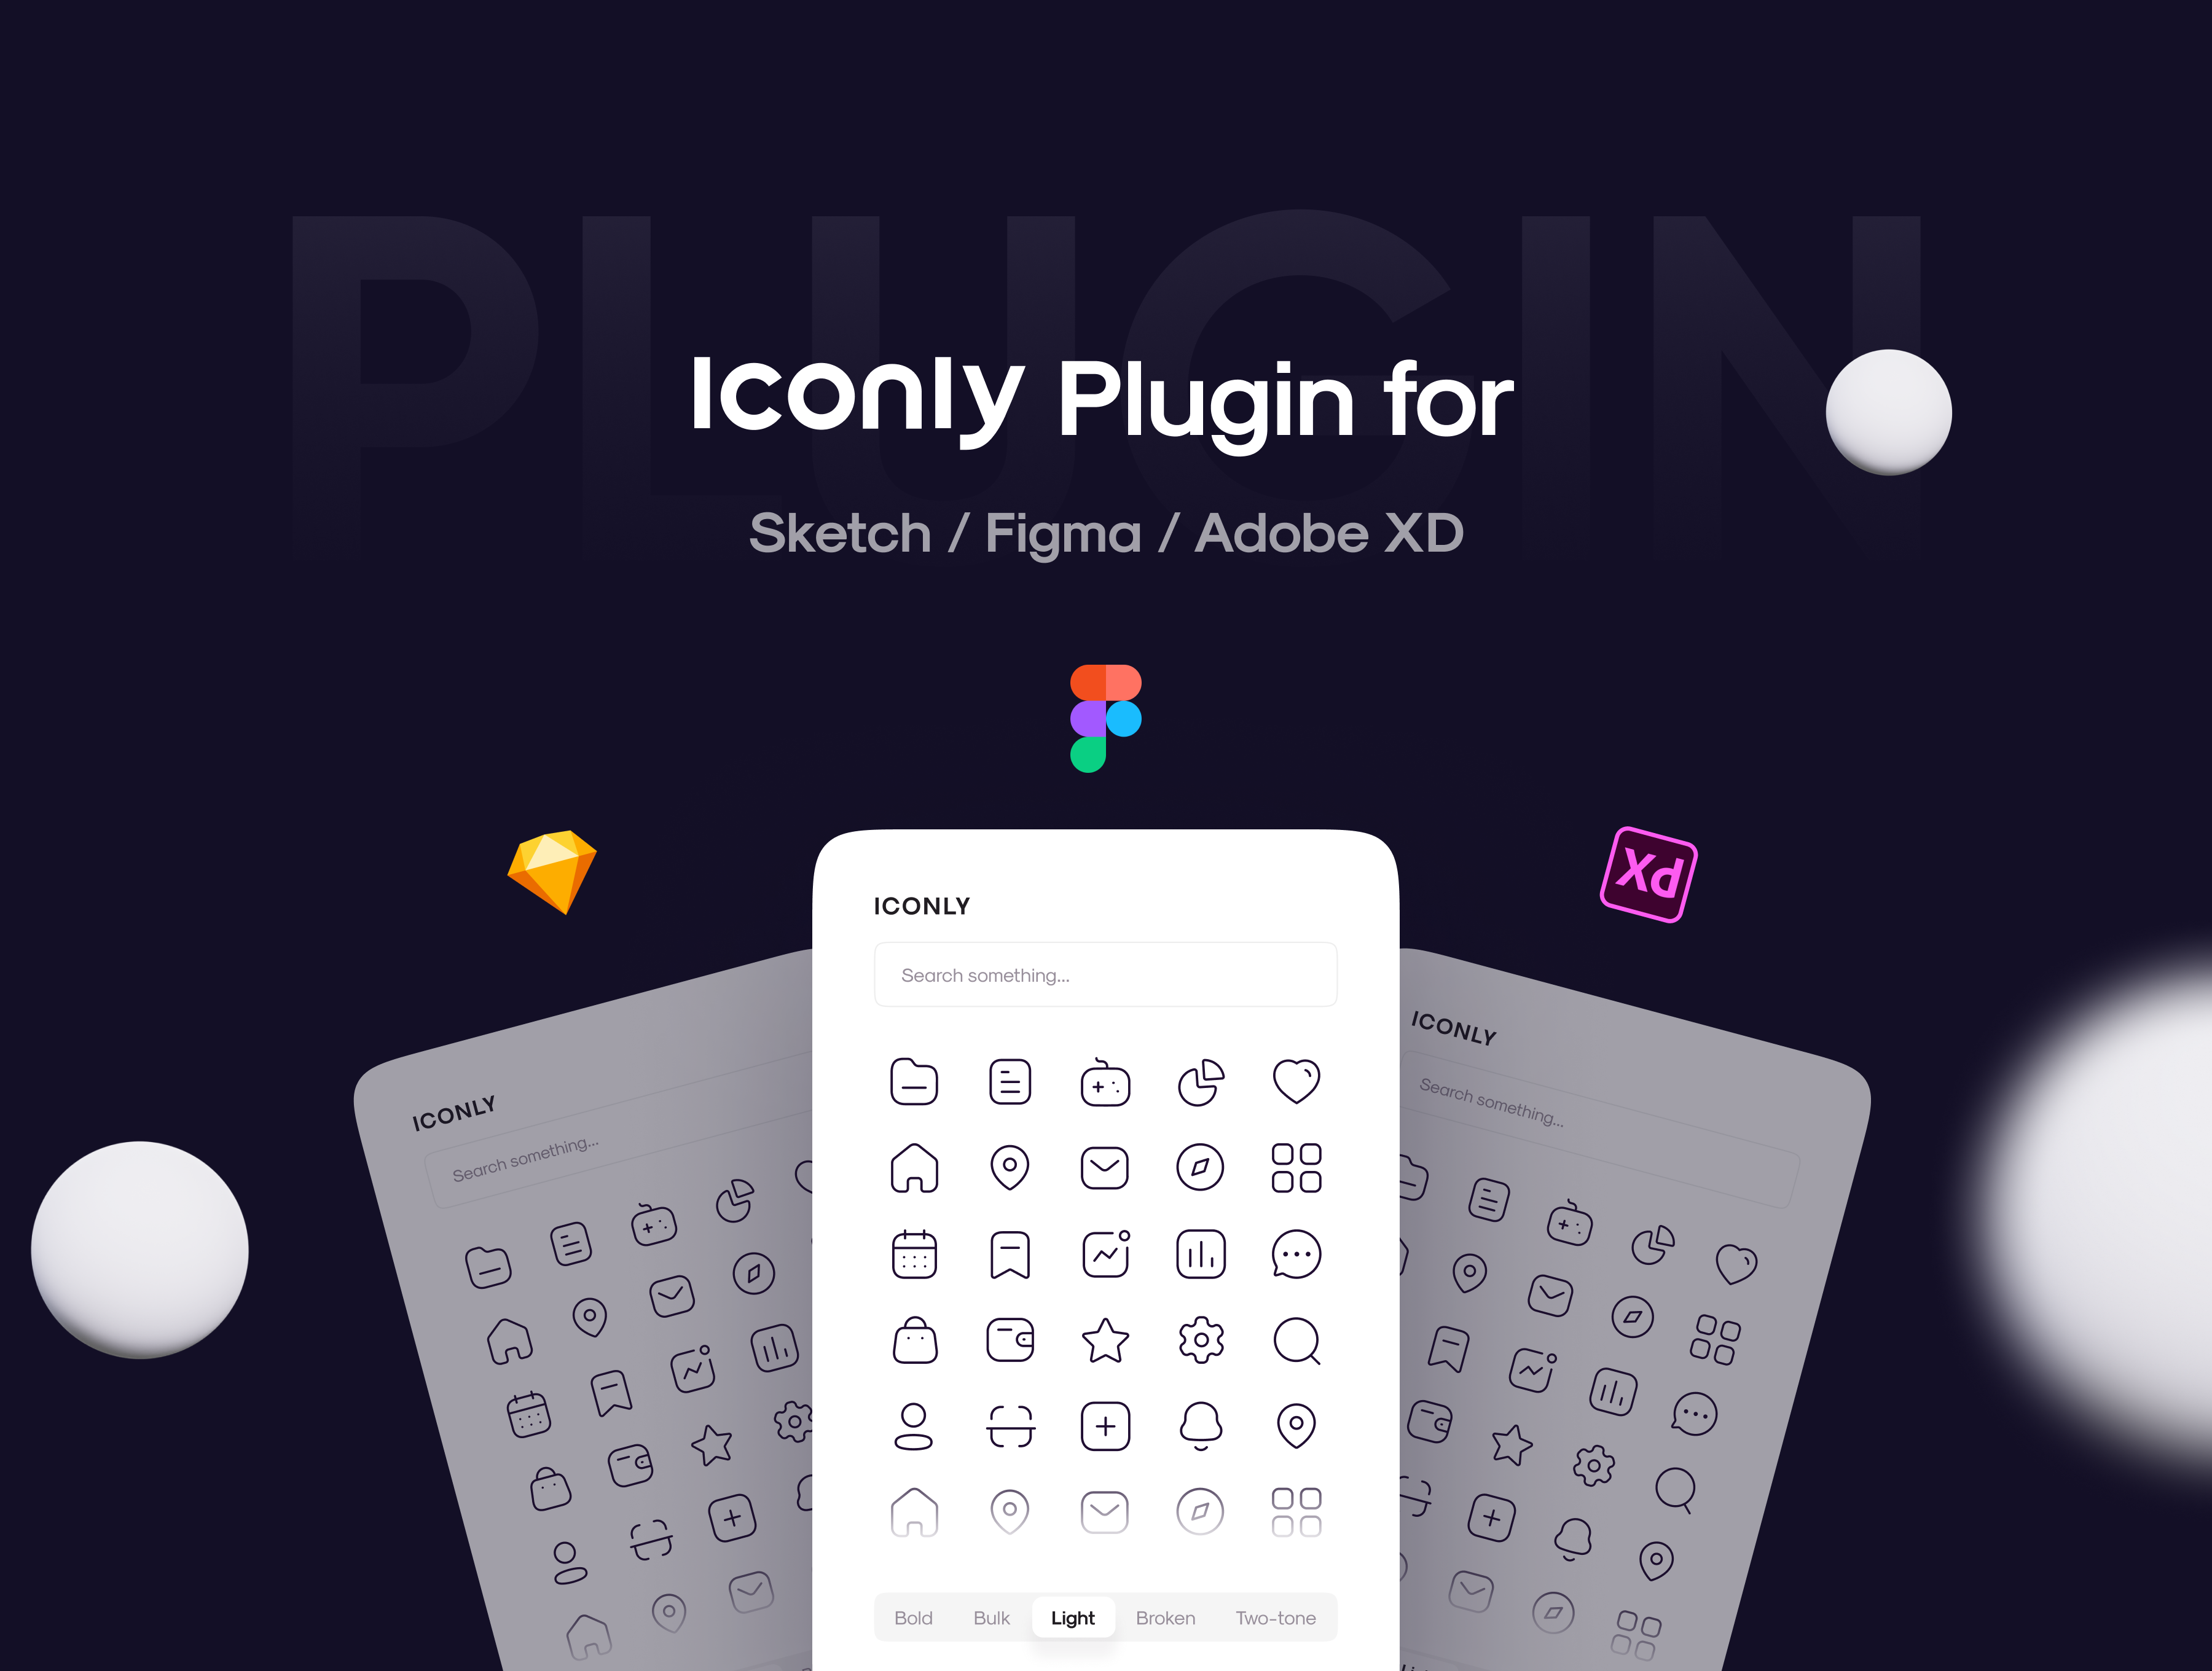 PLUGIN
Iconly Plugin for
Sketch / Figma / Adobe XD
Xd
ICONLY
Search something...
Bold Bulk Light Broken Two-tone
ICONLY
Search something...
ICONLY
Search something...